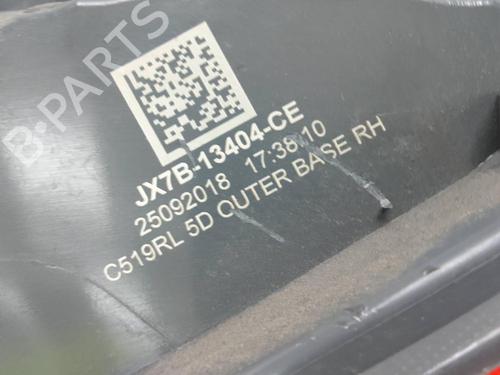 B-PARTS
JX7B-13404-CE
25092018 17:38:10
C519RL 5D OUTER BASE RH